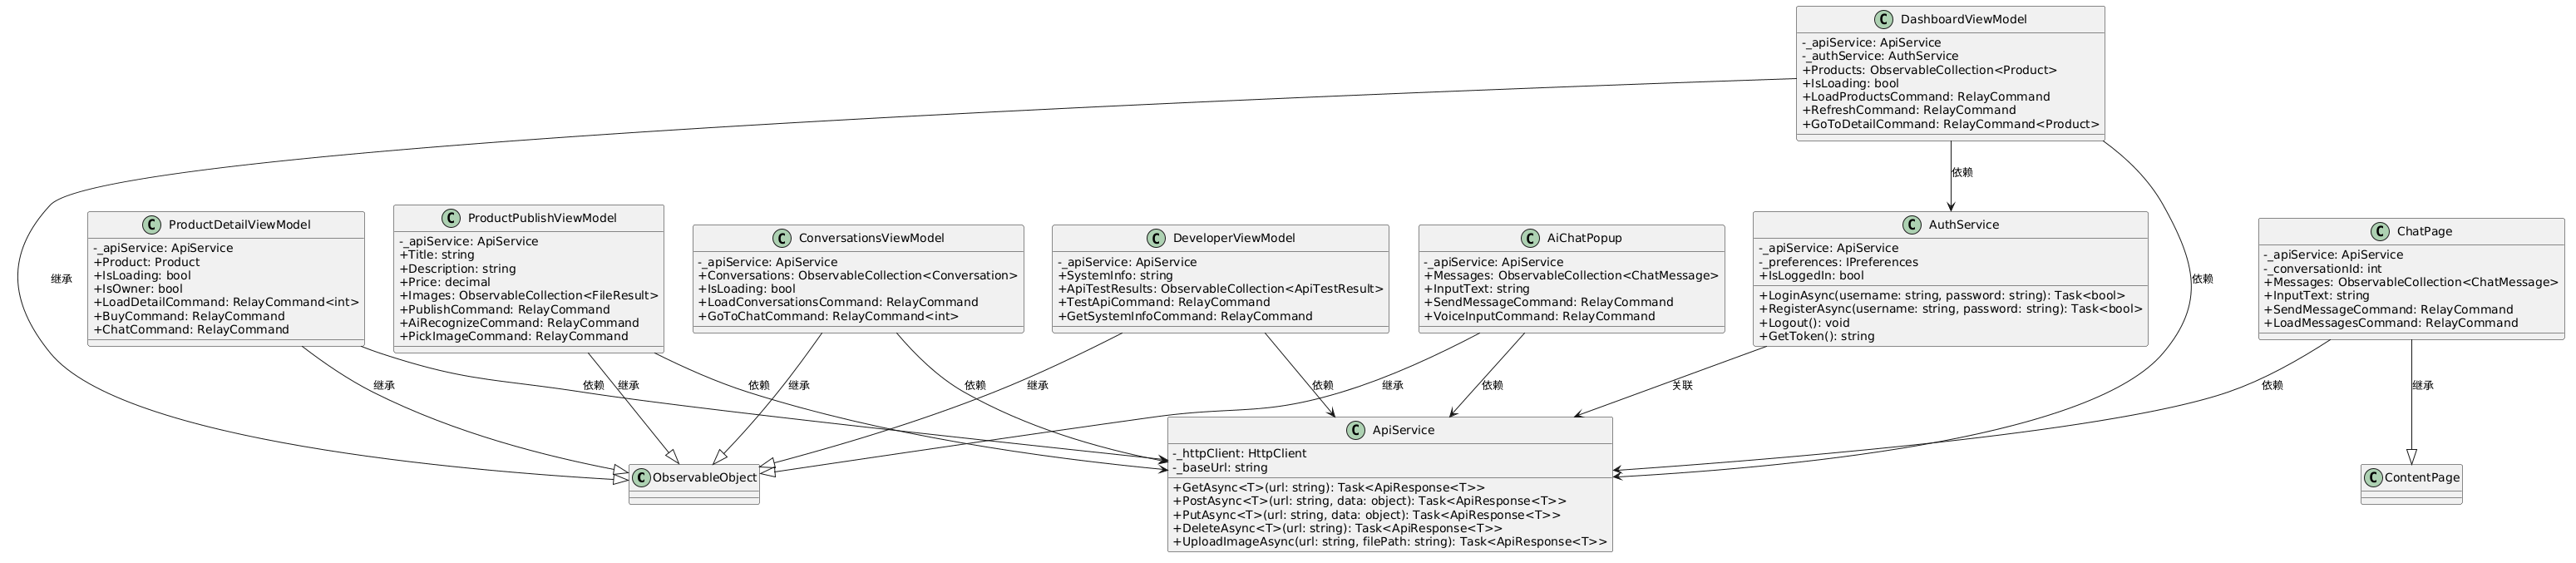 DashboardViewModel
-_apiService: ApiService
-_authService: AuthService
+Products: ObservableCollection<Product>
+IsLoading: bool
+LoadProductsCommand: RelayCommand
+RefreshCommand: RelayCommand
+GoToDetailCommand: RelayCommand<Product>
依赖
继承
依赖
ProductDetailViewModel
-_apiService: ApiService
+Product: Product
+IsLoading: bool
+IsOwner: bool
+LoadDetailCommand: RelayCommand<int>
+BuyCommand: RelayCommand
+ChatCommand: RelayCommand
ProductPublishViewModel
-_apiService: ApiService
+Title: string
+Description: string
+Price: decimal
+Images: ObservableCollection<FileResult>
+PublishCommand: RelayCommand
+AiRecognizeCommand: RelayCommand
+PickImageCommand: RelayCommand
ConversationsViewModel
-_apiService: ApiService
+Conversations: ObservableCollection<Conversation>
+IsLoading: bool
+LoadConversationsCommand: RelayCommand
+GoToChatCommand: RelayCommand<int>
DeveloperViewModel
-_apiService: ApiService
+SystemInfo: string
+ApiTestResults: ObservableCollection<ApiTestResult>
+TestApiCommand: RelayCommand
+GetSystemInfoCommand: RelayCommand
AiChatPopup
-_apiService: ApiService
+Messages: ObservableCollection<ChatMessage>
+InputText: string
+SendMessageCommand: RelayCommand
+VoiceInputCommand: RelayCommand
AuthService
-_apiService: ApiService
-_preferences: IPreferences
+IsLoggedIn: bool
+LoginAsync(username: string, password: string): Task<bool>
+RegisterAsync(username: string, password: string): Task<bool>
+Logout(): void
+GetToken(): string
ChatPage
-_apiService: ApiService
-_conversationId: int
+Messages: ObservableCollection<ChatMessage>
+InputText: string
+SendMessageCommand: RelayCommand
+LoadMessagesCommand: RelayCommand
继承
依赖
继承
依赖
继承
依赖
继承
依赖
继承
依赖
关联
依赖
继承
ObservableObject
ApiService
-_httpClient: HttpClient
-_baseUrl: string
+GetAsync<T>(url: string): Task<ApiResponse<T>>
+PostAsync<T>(url: string, data: object): Task<ApiResponse<T>>
+PutAsync<T>(url: string, data: object): Task<ApiResponse<T>>
+DeleteAsync<T>(url: string): Task<ApiResponse<T>>
+UploadImageAsync(url: string, filePath: string): Task<ApiResponse<T>>
ContentPage